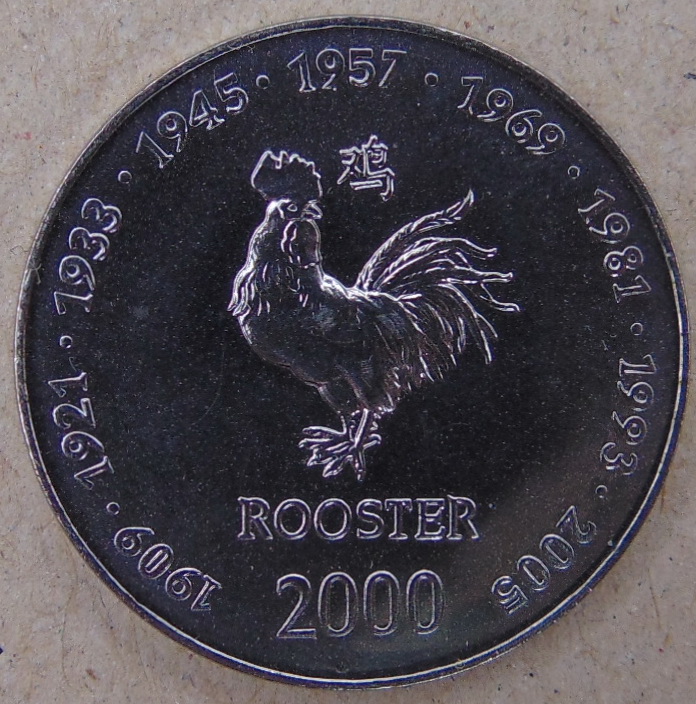 1909 · 1921 · 1933 · 1945 · 1957 · 1969 · 1981 · 1993 · 2005
鸡
ROOSTER
2000